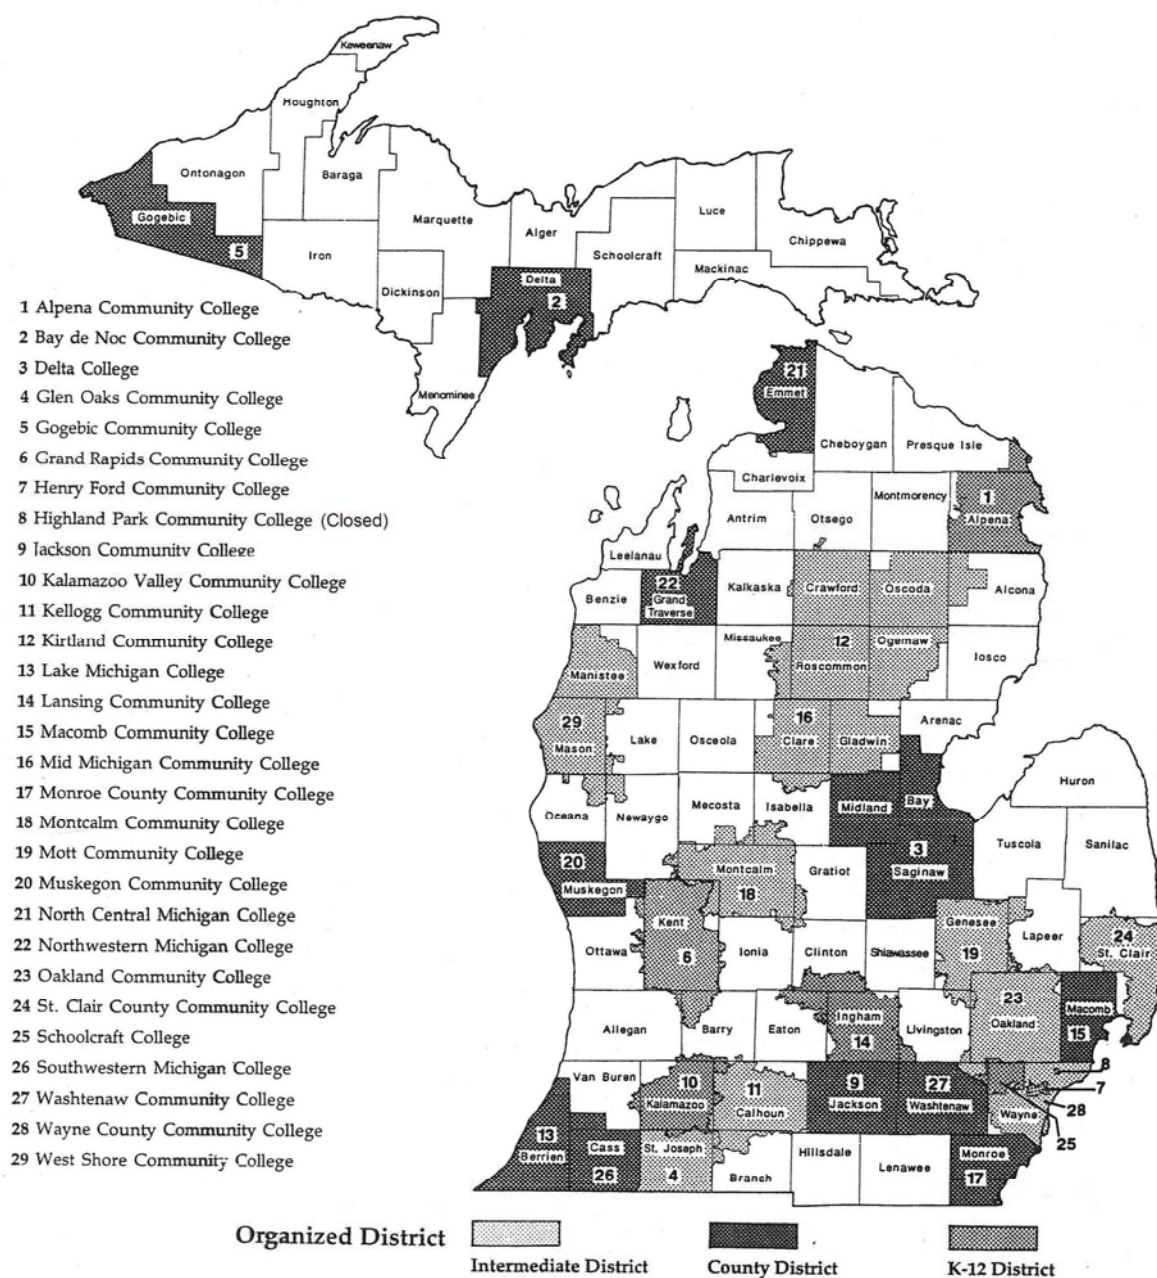 Keweenaw
Houghton
Ontonagon
Baraga
Gogebic
5
Iron
Marquette
Dickinson
Menominee
Alger
Delta
2
Schoolcraft
Luce
Chippewa
Mackinac
1 Alpena Community College
2 Bay de Noc Community College
3 Delta College
4 Glen Oaks Community College
5 Gogebic Community College
6 Grand Rapids Community College
7 Henry Ford Community College
8 Highland Park Community College (Closed)
9 Jackson Community College
10 Kalamazoo Valley Community College
11 Kellogg Community College
12 Kirtland Community College
13 Lake Michigan College
14 Lansing Community College
15 Macomb Community College
16 Mid Michigan Community College
17 Monroe County Community College
18 Montcalm Community College
19 Mott Community College
20 Muskegon Community College
21 North Central Michigan College
22 Northwestern Michigan College
23 Oakland Community College
24 St. Clair County Community College
25 Schoolcraft College
26 Southwestern Michigan College
27 Washtenaw Community College
28 Wayne County Community College
29 West Shore Community College
21
Emmet
Cheboygan
Presque Isle
Charlevoix
Antrim
Otsego
Montmorency
1
Alpena
Leelanau
Benzie
22
Grand
Traverse
Kalkaska
Crawford
Oscoda
Alcona
Manistee
Wexford
Missaukee
12
Roscommon
Ogemaw
Iosco
29
Mason
Lake
Osceola
16
Clare
Gladwin
Arenac
Huron
Oceana
Newaygo
Mecosta
Isabella
Midland
Bay
Tuscola
Sanilac
20
Muskegon
Montcalm
18
Gratiot
3
Saginaw
Kent
6
Ottawa
Ionia
Clinton
Shiawassee
Genesee
19
Lapeer
24
St. Clair
Allegan
Barry
Eaton
Ingham
14
Livingston
23
Oakland
Macomb
15
Van Buren
10
Kalamazoo
11
Calhoun
9
Jackson
27
Washtenaw
Wayne
8
7
28
25
13
Berrien
Cass
26
St. Joseph
4
Branch
Hillsdale
Lenawee
Monroe
17
Organized District
Intermediate District
County District
K-12 District